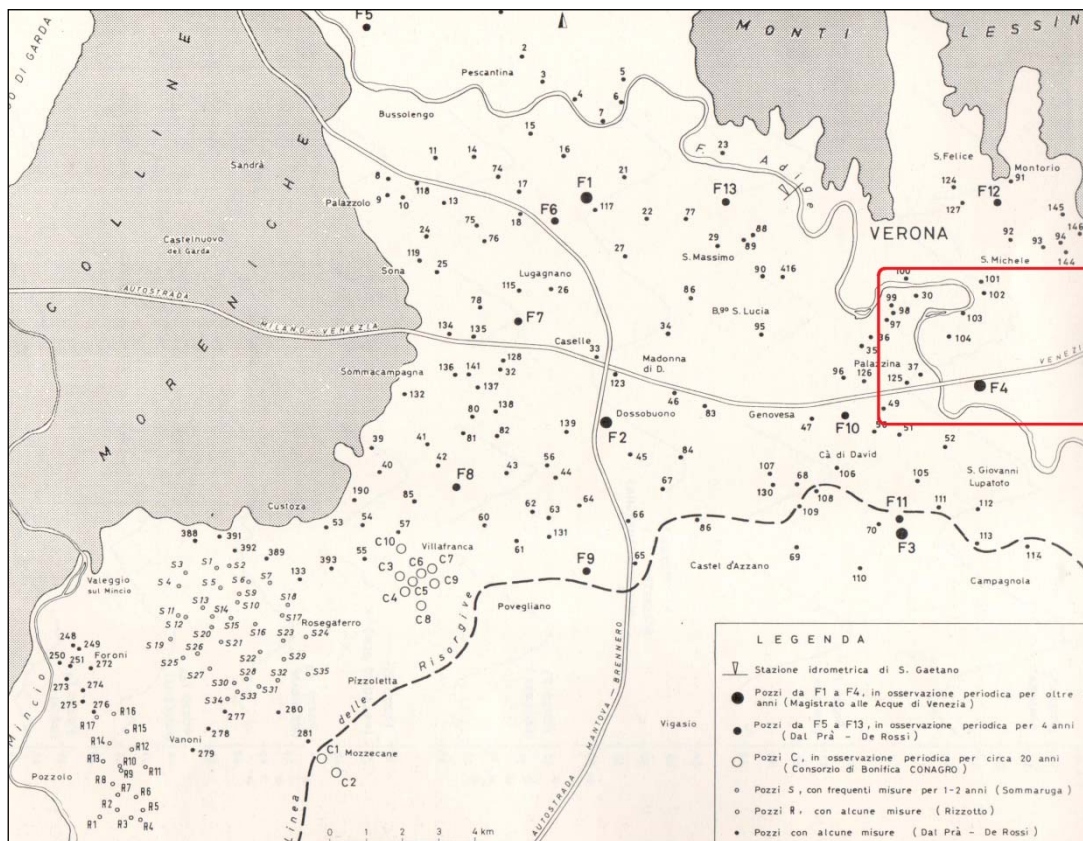 F5
MONTI
LESSIN
GO DI GARDA
COLLINE
MORENICHE
2
Pescantina
3
4
5
6
7
Bussolengo
15
F. Adige
23
Sandrà
11
14
16
74
21
S. Felice
Montorio
124
91
8
118
17
F1
F13
127
F12
Palazzolo
9
10
13
117
145
18
F6
22
77
VERONA
146
Castelnuovo
del Garda
24
75
76
88
89
92
93
94
144
119
27
29
S. Massimo
S. Michele
Sona
25
Lugagnano
90
416
100
101
AUTOSTRADA
115
26
86
99
30
102
78
98
103
MILANO - VENEZIA
F7
Bgo S. Lucia
97
134
135
34
95
36
104
Caselle
33
35
VENEZIA
128
Madonna
di D.
Palazzina
Sommacampagna
136
141
32
123
96
126
37
125
F4
137
132
46
83
Genovesa
49
138
80
Dossobuono
47
F10
50
51
39
41
81
82
139
F2
52
Cà di David
40
42
43
56
44
45
84
107
106
105
S. Giovanni
Lupatoto
F8
130
68
108
190
85
67
109
111
112
Custoza
62
63
64
F11
53
54
60
66
86
70
F3
388
391
57
131
392
389
C10
Villafranca
61
69
113
114
55
65
S1
S2
393
C6
C7
F9
Castel d'Azzano
110
Campagnola
S3
133
C3
C9
Valeggio
sul Mincio
S4
S5
S6
S7
C5
C4
S9
C8
Povegliano
S13
S10
S18
S11
S14
S17
S12
S15
Rosegaferro
S20
S16
S19
S21
S23
S24
248
249
S26
S22
Foroni
S25
S29
250
251
272
S27
S35
273
S28
S32
274
S30
S31
Pizzoletta
S33
275
276
S34
Linea delle Risorgive
R16
277
280
R17
R15
278
R14
R12
Vanoni
281
279
Mozzecane
Vigasio
R13
R10
R11
C1
Pozzolo
R9
C2
R8
R7
R6
R2
R5
R1
R3
R4
Mincio
AUTOSTRADA
MANTOVA - BRENNERO
0 1 2 3 4 km
LEGENDA
Stazione idrometrica di S. Gaetano
Pozzi da F1 a F4, in osservazione periodica per oltre
anni (Magistrato alle Acque di Venezia)
Pozzi da F5 a F13, in osservazione periodica per 4 anni
(Dal Prà - De Rossi)
Pozzi C, in osservazione periodica per circa 20 anni
(Consorzio di Bonifica CONAGRO)
Pozzi S, con frequenti misure per 1-2 anni (Sommaruga)
Pozzi R, con alcune misure (Rizzotto)
Pozzi con alcune misure (Dal Prà - De Rossi)